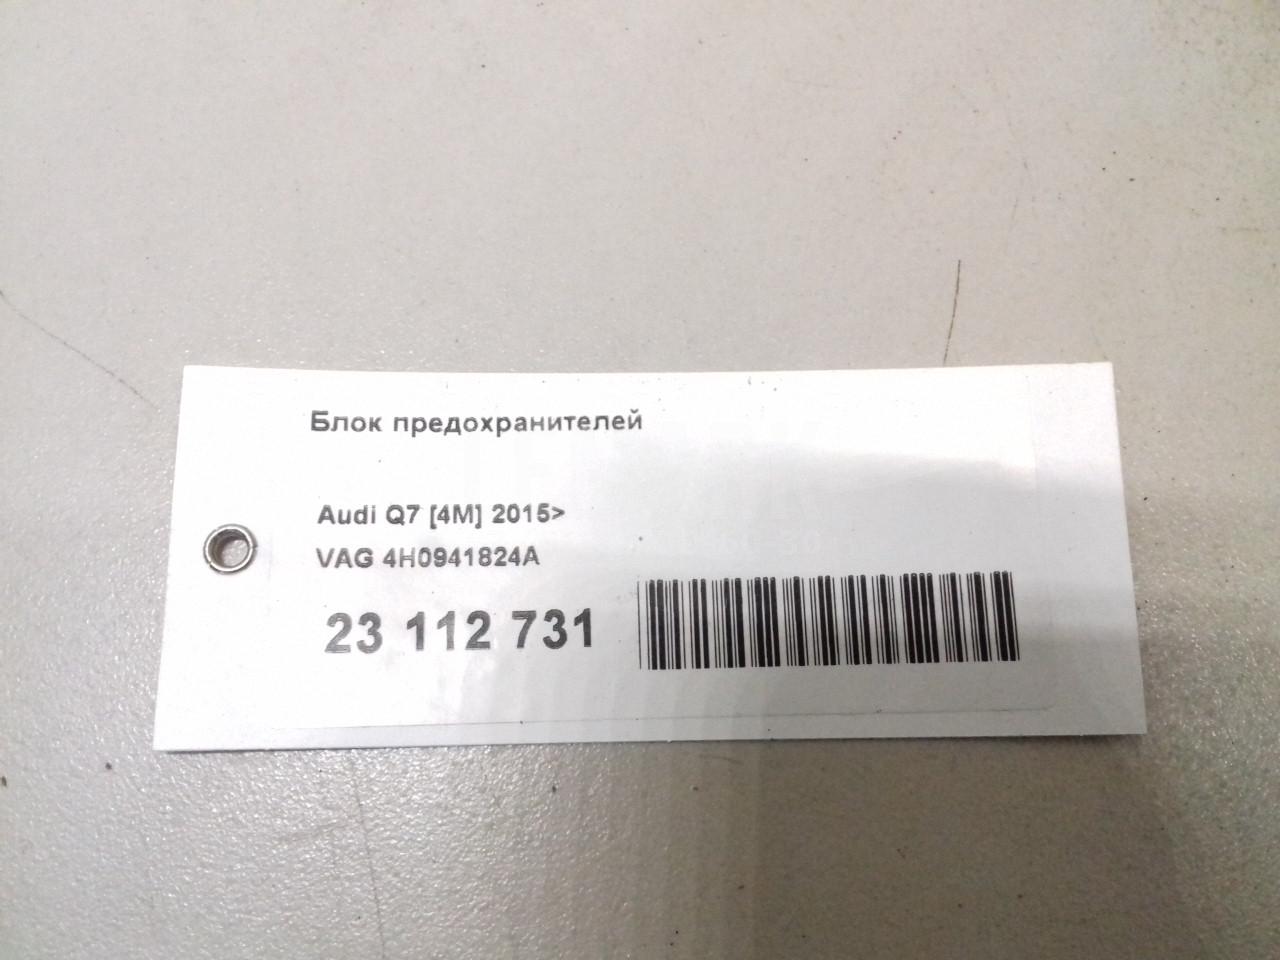 Блок предохранителей
Audi Q7 [4M] 2015>
VAG 4H0941824A
23 112 731